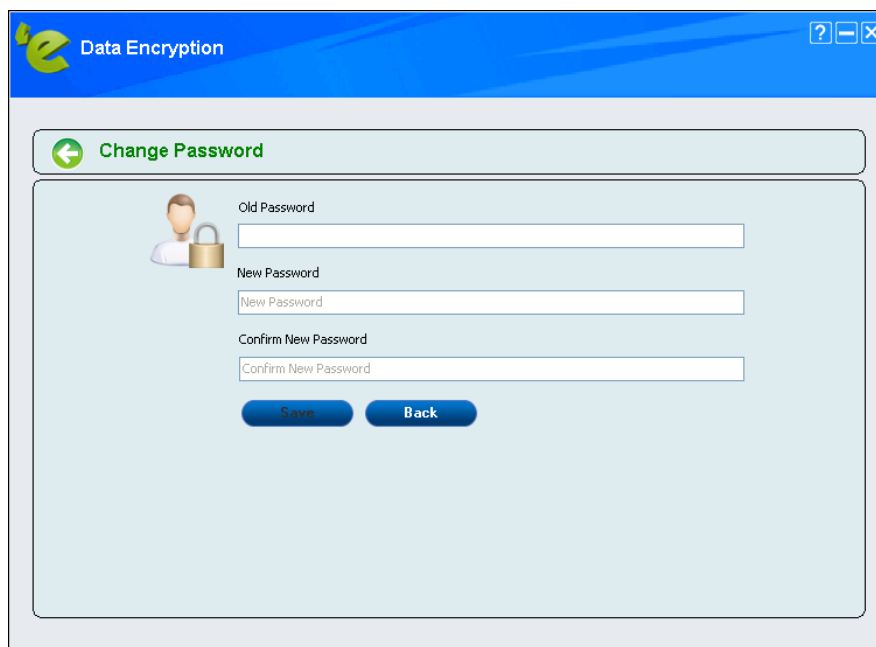 Data Encryption
?
Change Password
Old Password
New Password
New Password
Confirm New Password
Confirm New Password
Save Back